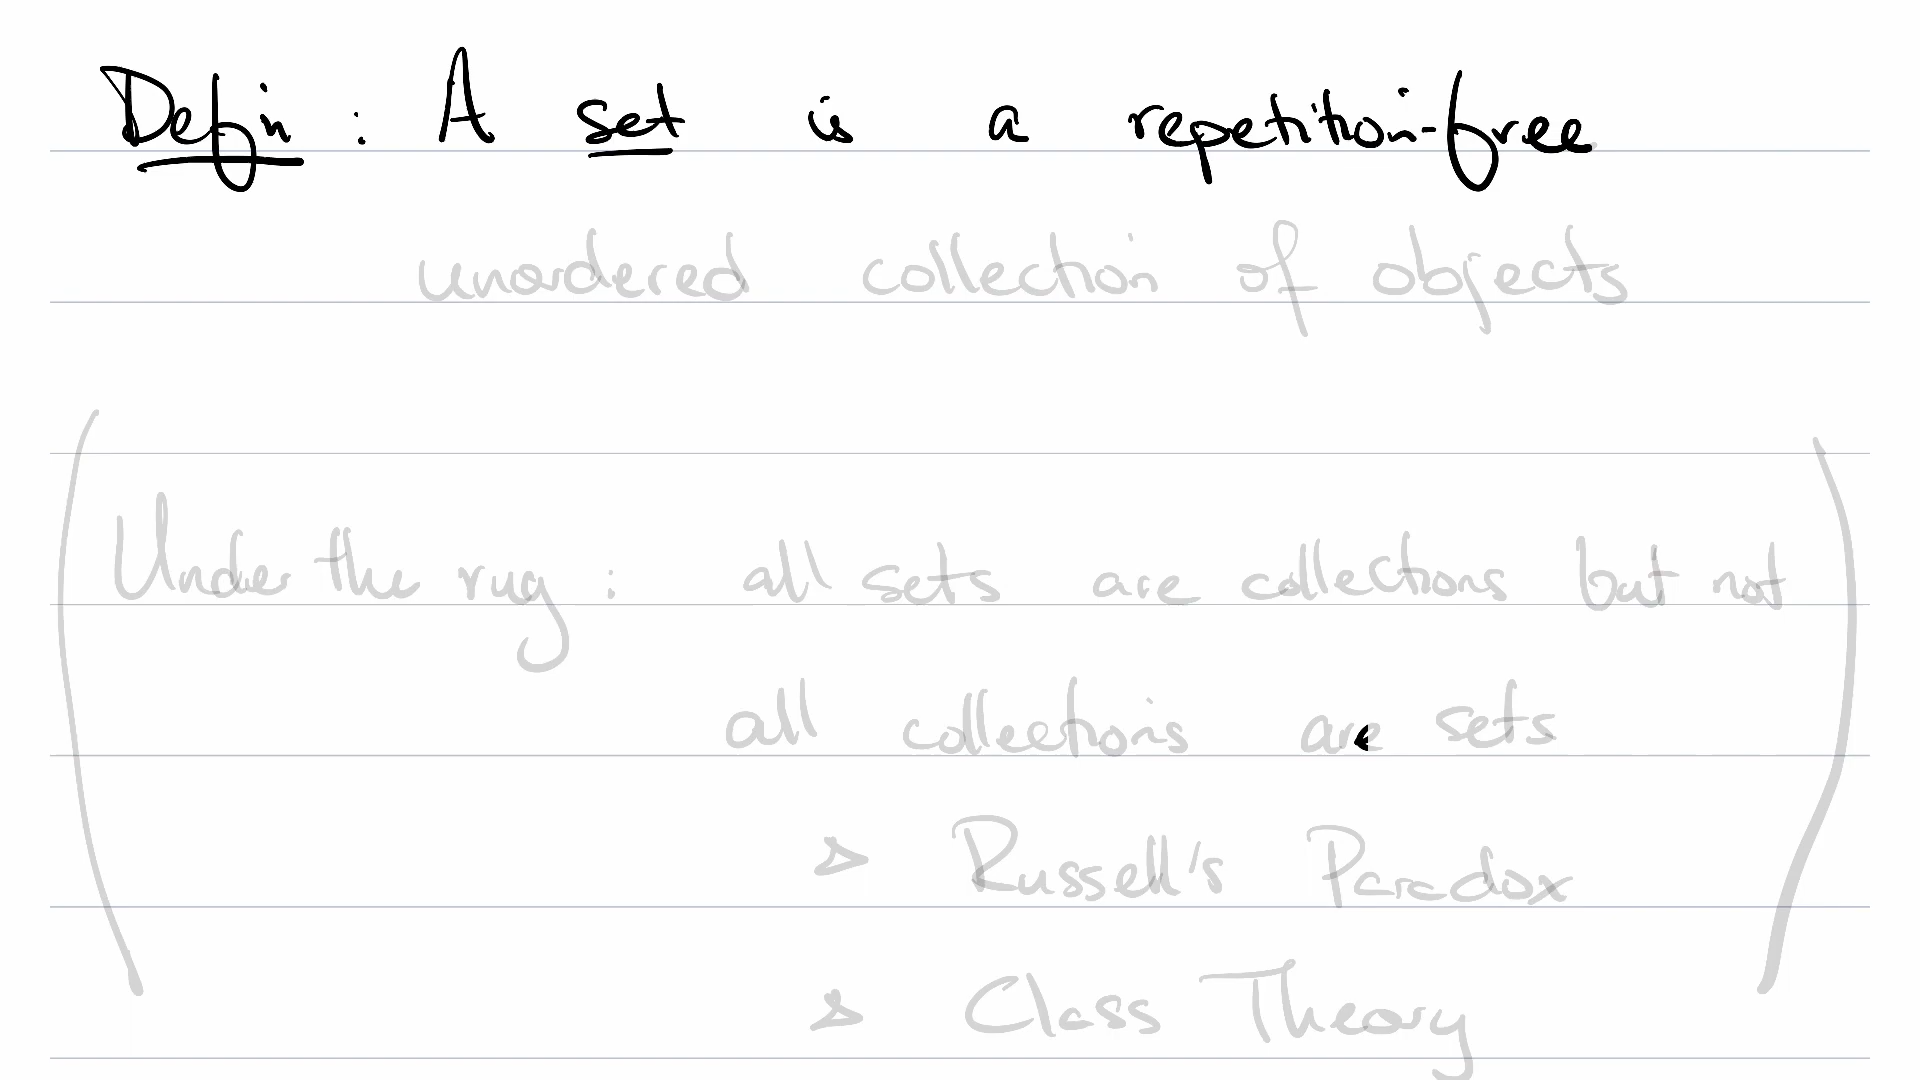 Defn : A set is a repetition-free
unordered collection of objects
Under the rug : all sets are collections but not
all collections are sets
Russell's Paradox
Class Theory